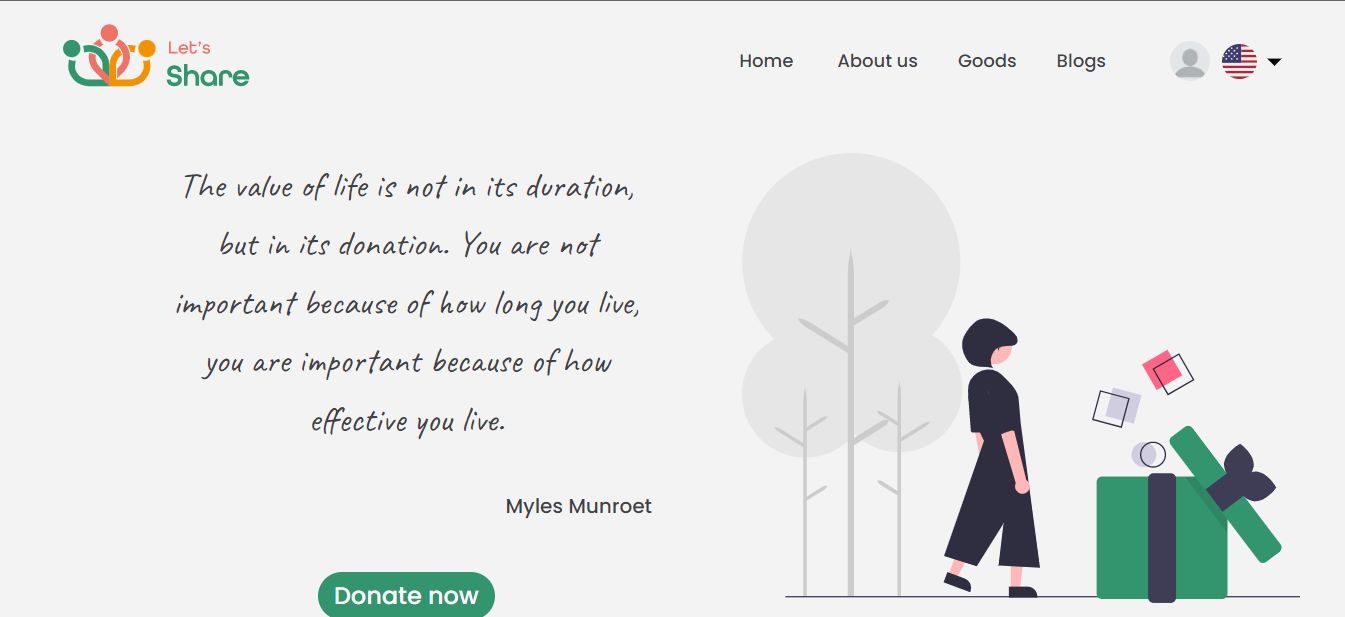 Let's
Share
Home About us Goods Blogs
The value of life is not in its duration,
but in its donation. You are not
important because of how long you live,
you are important because of how
effective you live.
Myles Munroet
Donate now